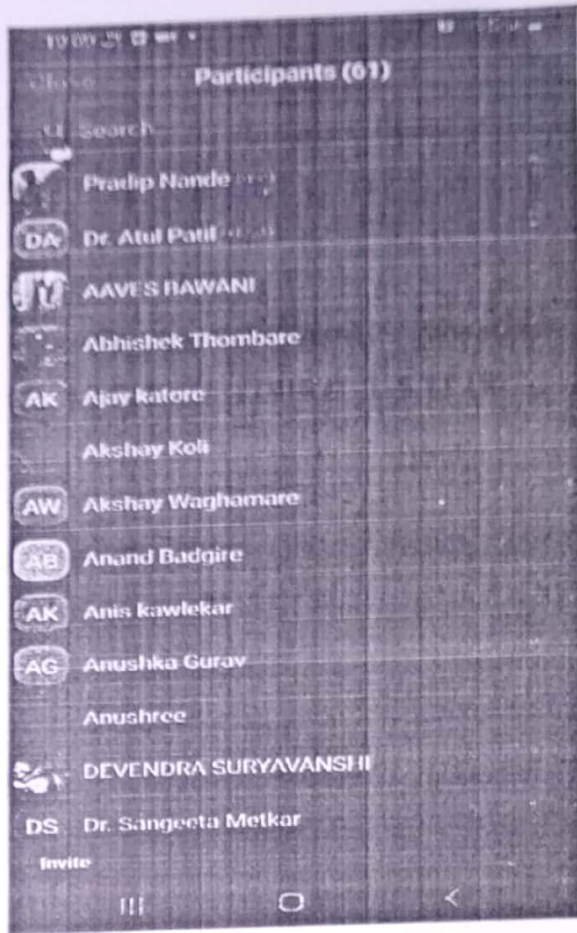 Participants (61)
Search
Pradip Nande
DA Dr. Atul Patil
AAVES BAWANI
Abhishek Thombare
AK Ajay katore
Akshay Koli
AW Akshay Waghamare
AB Anand Badgire
AK Anis kawlekar
AG Anushka Gurav
Anushree
DEVENDRA SURYAVANSHI
DS Dr. Sangeeta Metkar
Invite